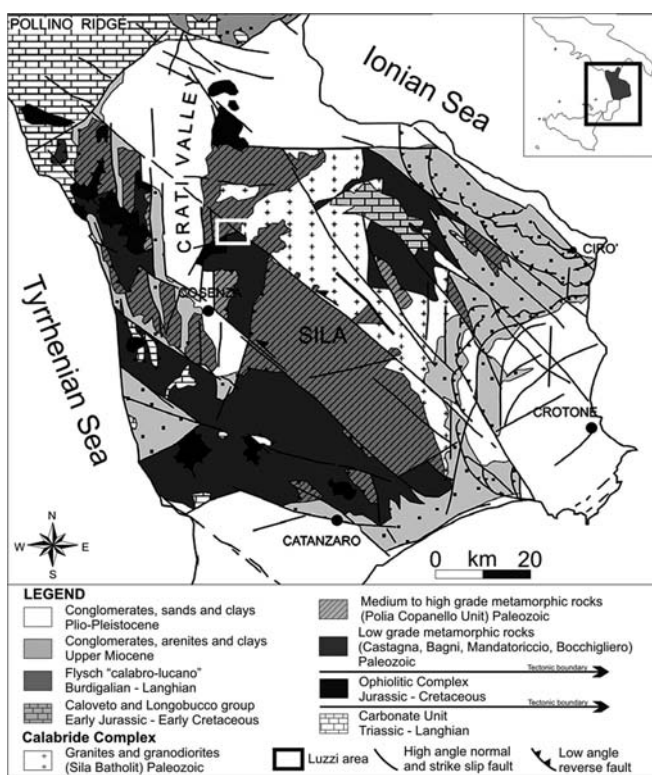 POLLINO RIDGE
Ionian Sea
CRATI VALLEY
CIRO'
COSENZA
SILA
Tyrrhenian Sea
CROTONE
N
W E
S
CATANZARO
0 km 20
LEGEND
Conglomerates, sands and clays
Plio-Pleistocene
Conglomerates, arenites and clays
Upper Miocene
Flysch “calabro-lucano”
Burdigalian - Langhian
Caloveto and Longobucco group
Early Jurassic - Early Cretaceous
Calabride Complex
Granites and granodiorites
(Sila Batholit) Paleozoic
Medium to high grade metamorphic rocks
(Polia Copanello Unit) Paleozoic
Low grade metamorphic rocks
(Castagna, Bagni, Mandatoriccio, Bocchigliero)
Paleozoic
Tectonic boundary
Ophiolitic Complex
Jurassic - Cretaceous
Tectonic boundary
Carbonate Unit
Triassic - Langhian
Luzzi area
High angle normal
and strike slip fault
Low angle
reverse fault